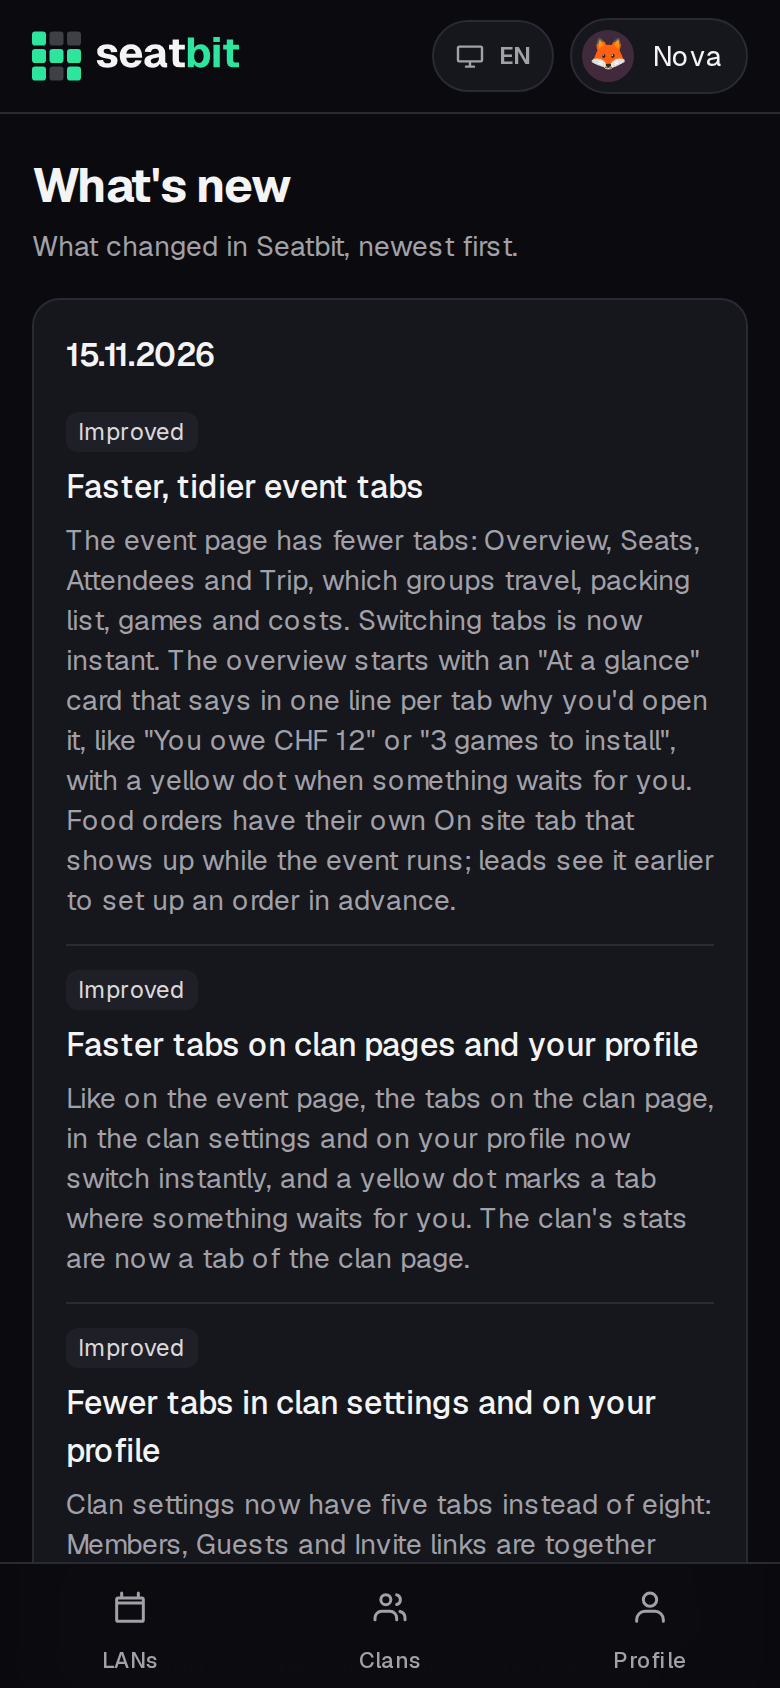 seatbit
EN
Nova
What's new
What changed in Seatbit, newest first.
15.11.2026
Improved
Faster, tidier event tabs
The event page has fewer tabs: Overview, Seats,
Attendees and Trip, which groups travel, packing
list, games and costs. Switching tabs is now
instant. The overview starts with an "At a glance"
card that says in one line per tab why you'd open
it, like "You owe CHF 12" or "3 games to install",
with a yellow dot when something waits for you.
Food orders have their own On site tab that
shows up while the event runs; leads see it earlier
to set up an order in advance.
Improved
Faster tabs on clan pages and your profile
Like on the event page, the tabs on the clan page,
in the clan settings and on your profile now
switch instantly, and a yellow dot marks a tab
where something waits for you. The clan's stats
are now a tab of the clan page.
Improved
Fewer tabs in clan settings and on your
profile
Clan settings now have five tabs instead of eight:
Members, Guests and Invite links are together
LANs
Clans
Profile